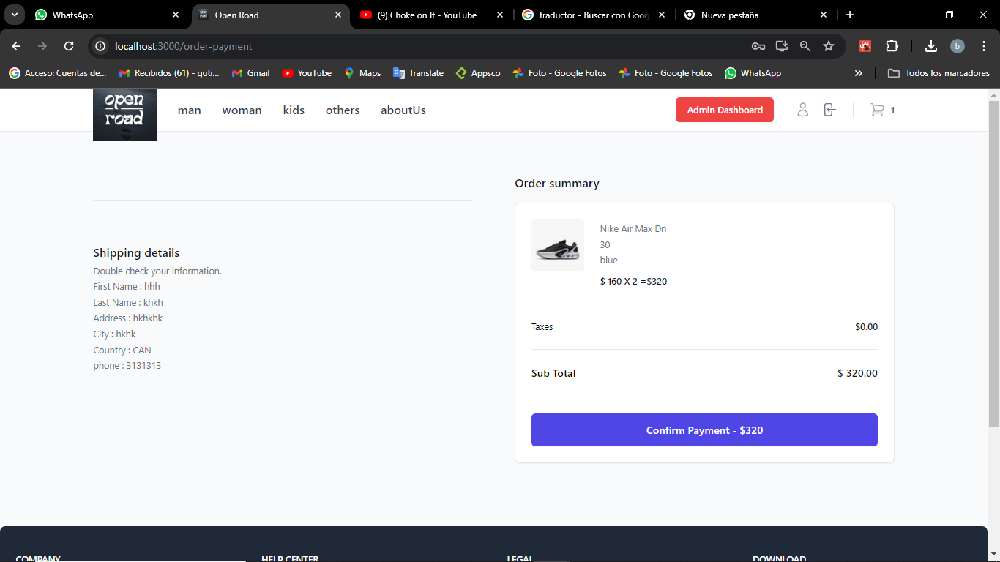 WhatsApp
Open Road
(9) Choke on It - YouTube
traductor - Buscar con Goog
Nueva pestaña
localhost:3000/order-payment
b
Acceso: Cuentas de...
Recibidos (61) - guti...
Gmail
YouTube
Maps
Translate
Appsco
Foto - Google Fotos
Foto - Google Fotos
WhatsApp
Todos los marcadores
open
road
man
woman
kids
others
aboutUs
Admin Dashboard
1
Shipping details
Double check your information.
First Name : hhh
Last Name : khkh
Address : hkhkhk
City : hkhk
Country : CAN
phone : 3131313
Order summary
Nike Air Max Dn
30
blue
$ 160 X 2 =$320
Taxes $0.00
Sub Total $ 320.00
Confirm Payment - $320
COMPANY
HELP CENTER
LEGAL
DOWNLOAD